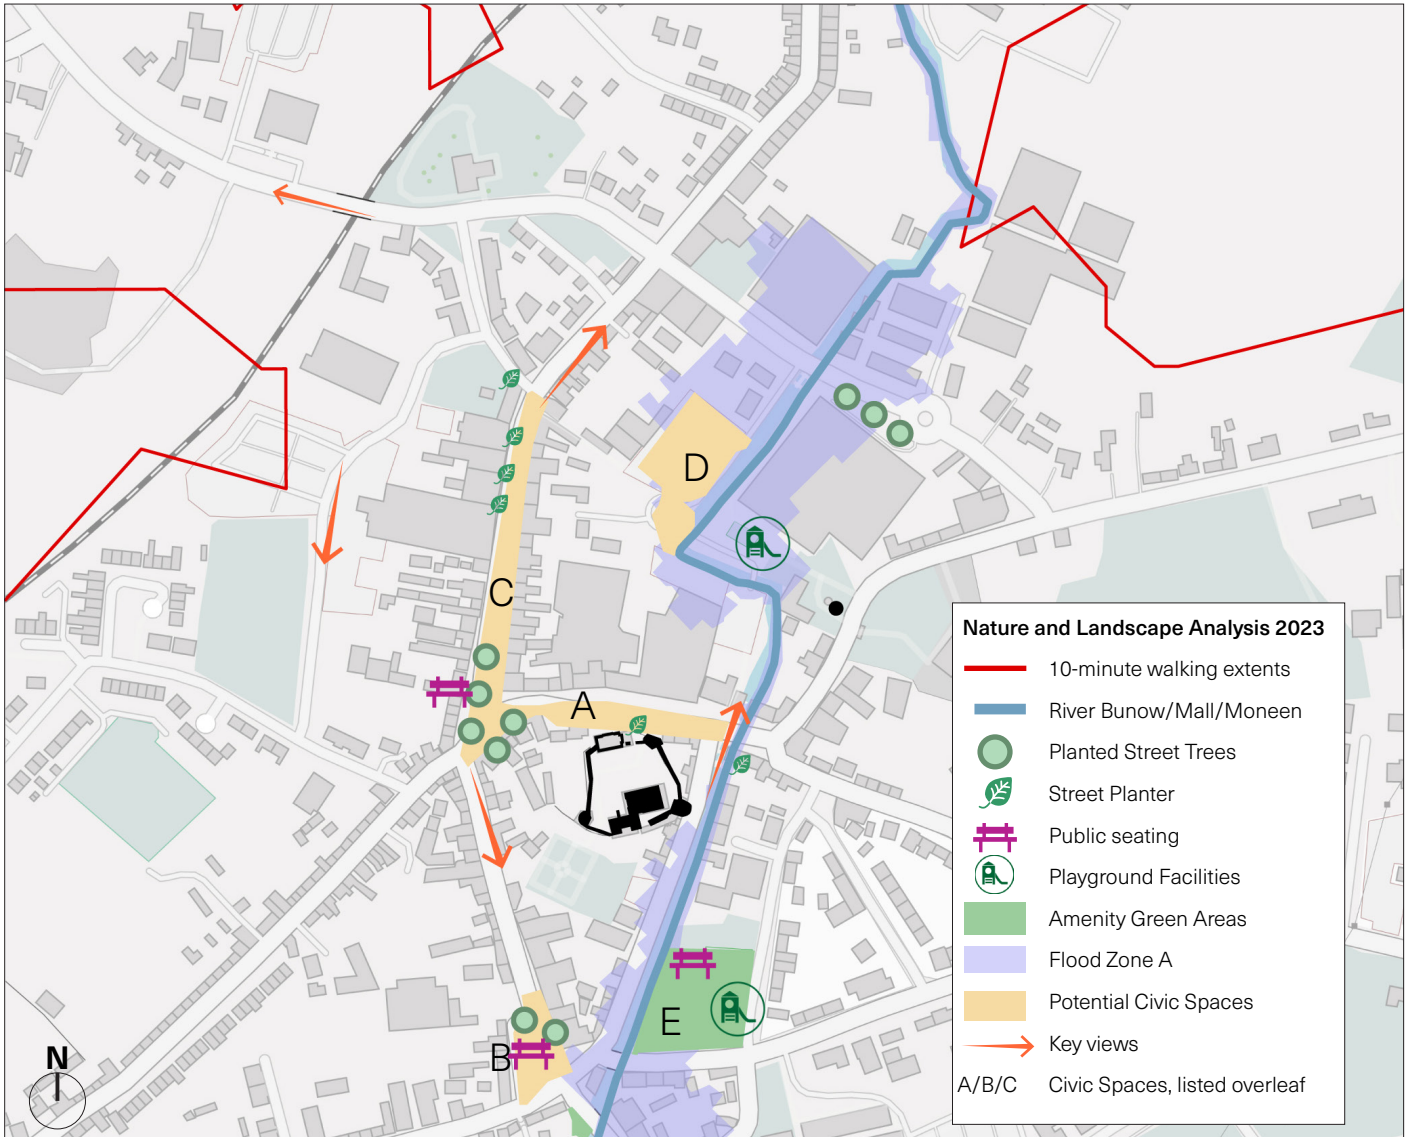 D
C
A
E
B
N
Nature and Landscape Analysis 2023
10-minute walking extents
River Bunow/Mall/Moneen
Planted Street Trees
Street Planter
Public seating
Playground Facilities
Amenity Green Areas
Flood Zone A
Potential Civic Spaces
Key views
A/B/C Civic Spaces, listed overleaf